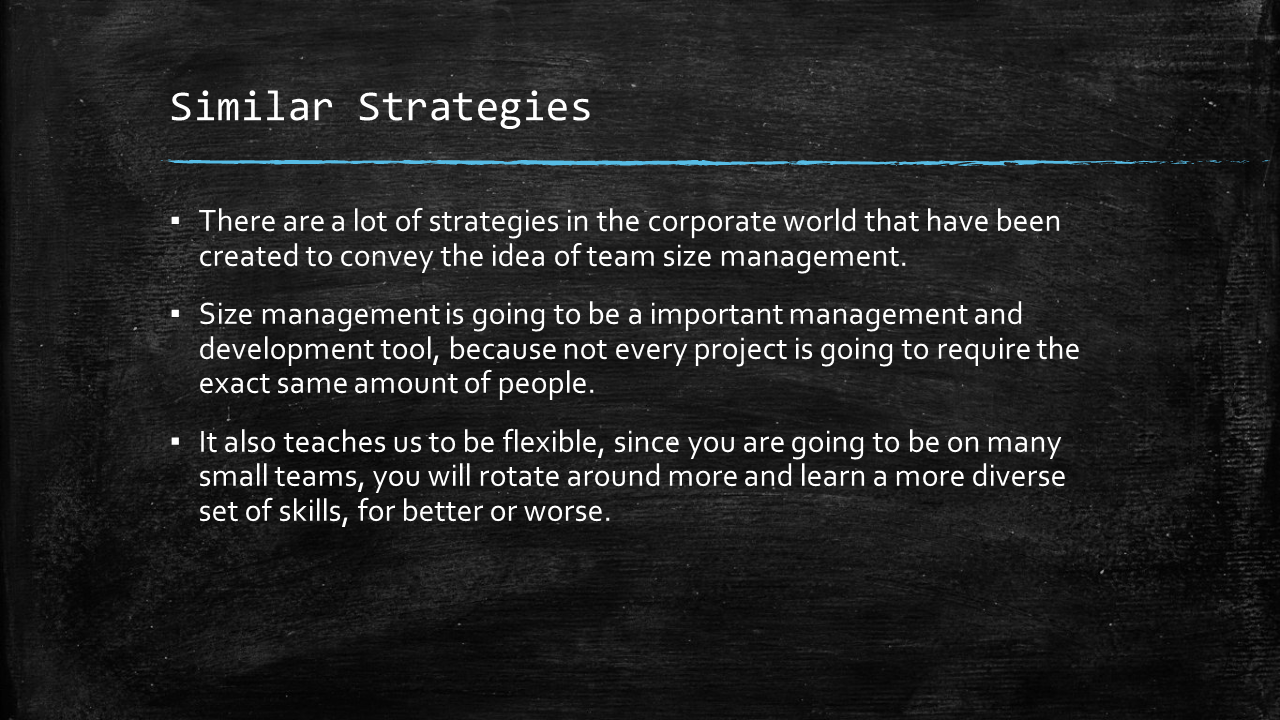 Similar Strategies
▪ There are a lot of strategies in the corporate world that have been
created to convey the idea of team size management.
▪ Size management is going to be a important management and
development tool, because not every project is going to require the
exact same amount of people.
▪ It also teaches us to be flexible, since you are going to be on many
small teams, you will rotate around more and learn a more diverse
set of skills, for better or worse.